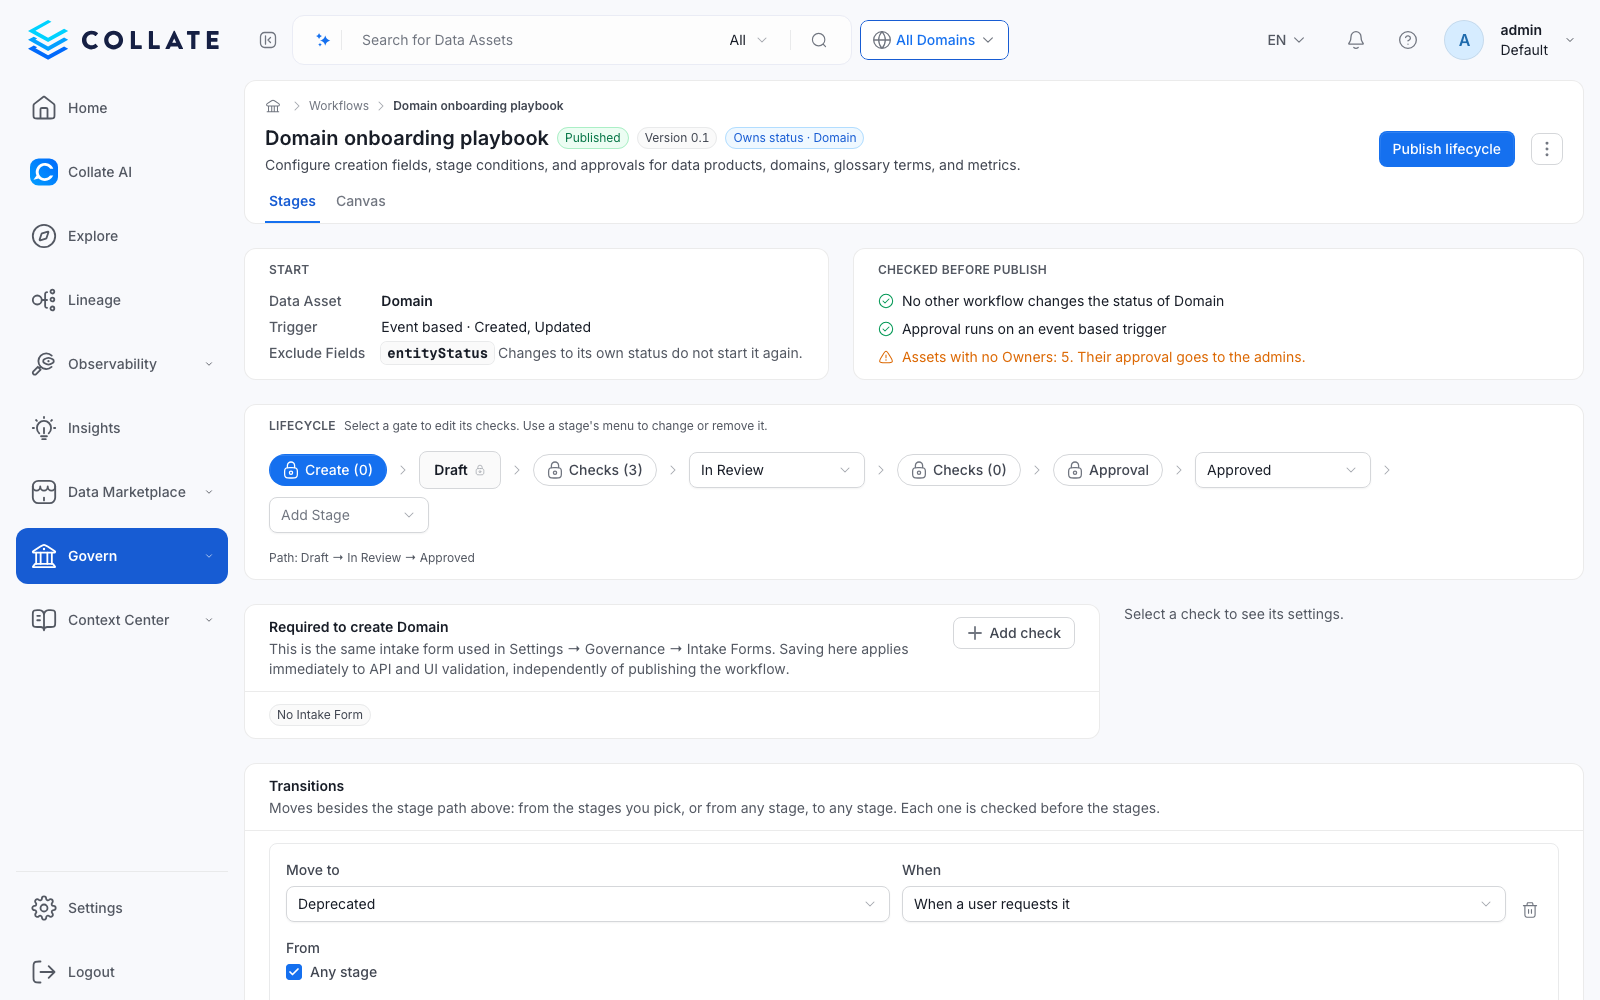 COLLATE
Search for Data Assets
All
All Domains
EN
A
admin
Default
Home
Collate AI
Explore
Lineage
Observability
Insights
Data Marketplace
Govern
Context Center
Settings
Logout
Workflows
Domain onboarding playbook
Domain onboarding playbook
Published
Version 0.1
Owns status · Domain
Configure creation fields, stage conditions, and approvals for data products, domains, glossary terms, and metrics.
Publish lifecycle
Stages
Canvas
START
Data Asset
Domain
Trigger
Event based · Created, Updated
Exclude Fields
entityStatus Changes to its own status do not start it again.
CHECKED BEFORE PUBLISH
No other workflow changes the status of Domain
Approval runs on an event based trigger
Assets with no Owners: 5. Their approval goes to the admins.
LIFECYCLE Select a gate to edit its checks. Use a stage's menu to change or remove it.
Create (0)
Draft
Checks (3)
In Review
Checks (0)
Approval
Approved
Add Stage
Path: Draft → In Review → Approved
Required to create Domain
This is the same intake form used in Settings → Governance → Intake Forms. Saving here applies
immediately to API and UI validation, independently of publishing the workflow.
Add check
No Intake Form
Select a check to see its settings.
Transitions
Moves besides the stage path above: from the stages you pick, or from any stage, to any stage. Each one is checked before the stages.
Move to
Deprecated
When
When a user requests it
From
Any stage